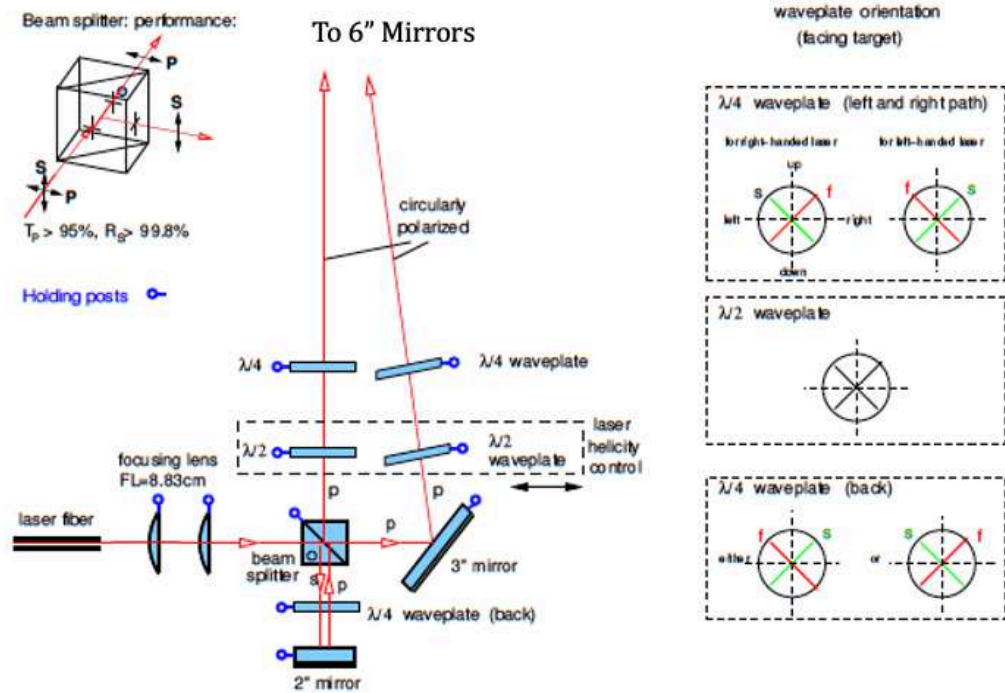 Beam splitter: performance:
P
S
S
P
Tp > 95%, Rs> 99.8%
Holding posts
To 6” Mirrors
circularly
polarized
λ/4
λ/4 waveplate
λ/2
λ/2
waveplate
laser
helicity
control
p
p
focusing lens
FL=8.83cm
laser fiber
p
beam
splitter
s
p
3" mirror
λ/4 waveplate (back)
2" mirror
waveplate orientation
(facing target)
λ/4 waveplate (left and right path)
for right-handed laser
for left-handed laser
up
s
f
f
s
left
right
down
λ/2 waveplate
λ/4 waveplate (back)
f
s
s
f
either
or